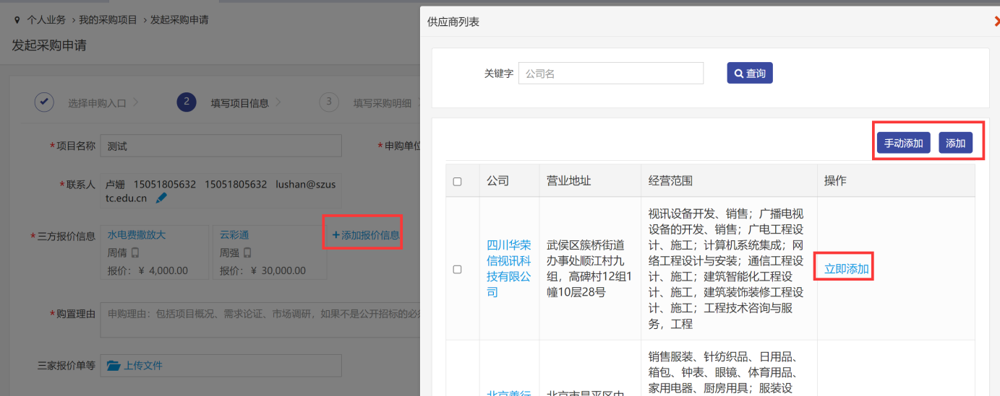 个人业务 > 我的采购项目 > 发起采购申请
发起采购申请
选择申购入口
2 填写项目信息
3 填写采购明细
*项目名称 测试
*申购单位
*联系人 卢姗 15051805632 15051805632 lushan@szus
tc.edu.cn
*三方报价信息
水电费撒放大
周倩
报价：¥ 4,000.00
云彩通
周强
报价：¥ 30,000.00
+添加报价信息
*购置理由 申购理由：包括项目概况、需求论证、市场调研，如果不是公开招标的必
三家报价单等 上传文件
供应商列表
关键字 公司名 查询
手动添加 添加
公司 营业地址 经营范围 操作
四川华荣
信视讯科
技有限公
司
武侯区簇桥街道
办事处顺江村九
组，高碑村12组1
幢10层28号
视讯设备开发、销售；广播电视
设备的开发、销售；广电工程设
计、施工；计算机系统集成；网
络工程设计与安装；通信工程设
计、施工；建筑智能化工程设
计、施工，建筑装饰装修工程设
计、施工；工程技术咨询与服
务，工程
立即添加
北京善行
北京市昌平区中
销售服装、针纺织品、日用品、
箱包、钟表、眼镜、体育用品、
家用电器、厨房用具；服装设